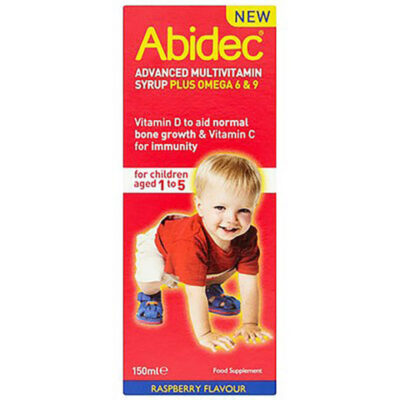 NEW
Abidec®
ADVANCED MULTIVITAMIN
SYRUP PLUS OMEGA 6 & 9
Vitamin D to aid normal
bone growth & Vitamin C
for immunity
for children
aged 1 to 5
150ml℮
Food Supplement
RASPBERRY FLAVOUR